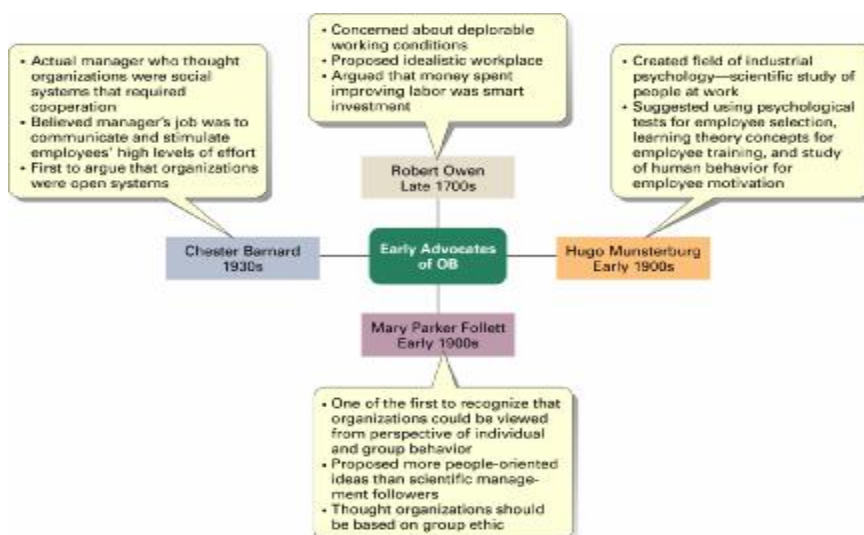 • Concerned about deplorable
working conditions
• Proposed idealistic workplace
• Argued that money spent
improving labor was smart
investment
• Actual manager who thought
organizations were social
systems that required
cooperation
• Believed manager's job was to
communicate and stimulate
employees' high levels of effort
• First to argue that organizations
were open systems
• Created field of industrial
psychology—scientific study of
people at work
• Suggested using psychological
tests for employee selection,
learning theory concepts for
employee training, and study
of human behavior for
employee motivation
Robert Owen
Late 1700s
Chester Barnard
1930s
Early Advocates
of OB
Hugo Munsterburg
Early 1900s
Mary Parker Follett
Early 1900s
• One of the first to recognize that
organizations could be viewed
from perspective of individual
and group behavior
• Proposed more people-oriented
ideas than scientific manage-
ment followers
• Thought organizations should
be based on group ethic